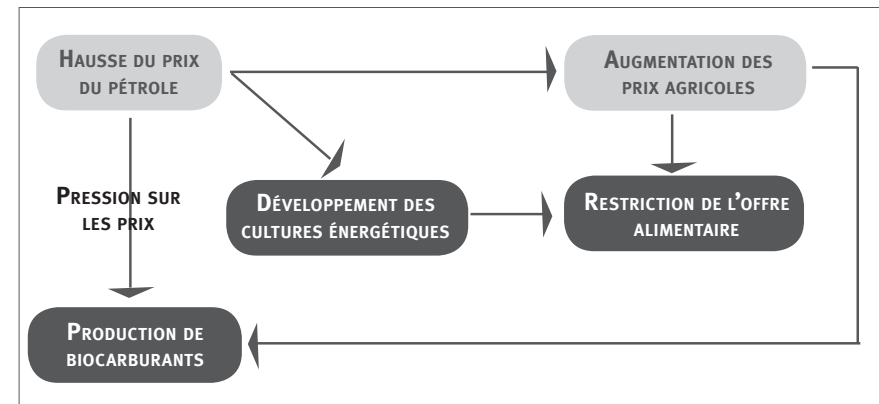 HAUSSE DU PRIX
DU PÉTROLE
AUGMENTATION DES
PRIX AGRICOLES
PRESSION SUR
LES PRIX
DÉVELOPPEMENT DES
CULTURES ÉNERGÉTIQUES
RESTRICTION DE L'OFFRE
ALIMENTAIRE
PRODUCTION DE
BIOCARBURANTS